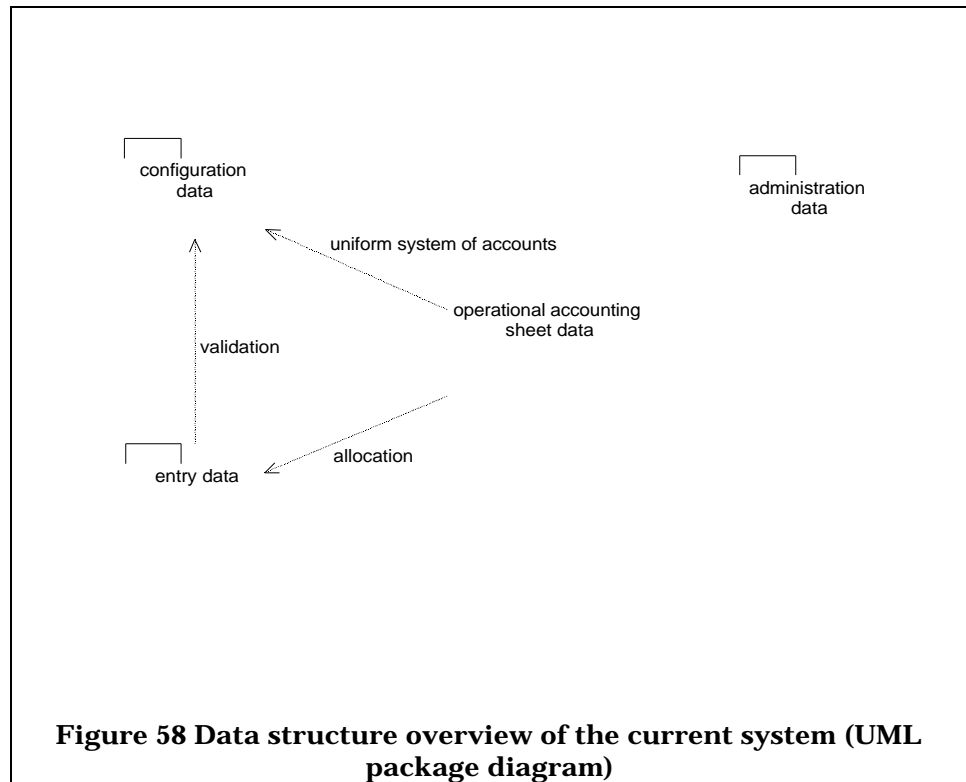 configuration
data
administration
data
uniform system of accounts
operational accounting
sheet data
validation
allocation
entry data
Figure 58 Data structure overview of the current system (UML
package diagram)